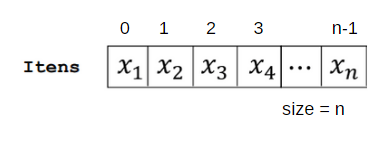 0 1 2 3 n-1
Itens x₁ x₂ x₃ x₄ ... xₙ
size = n